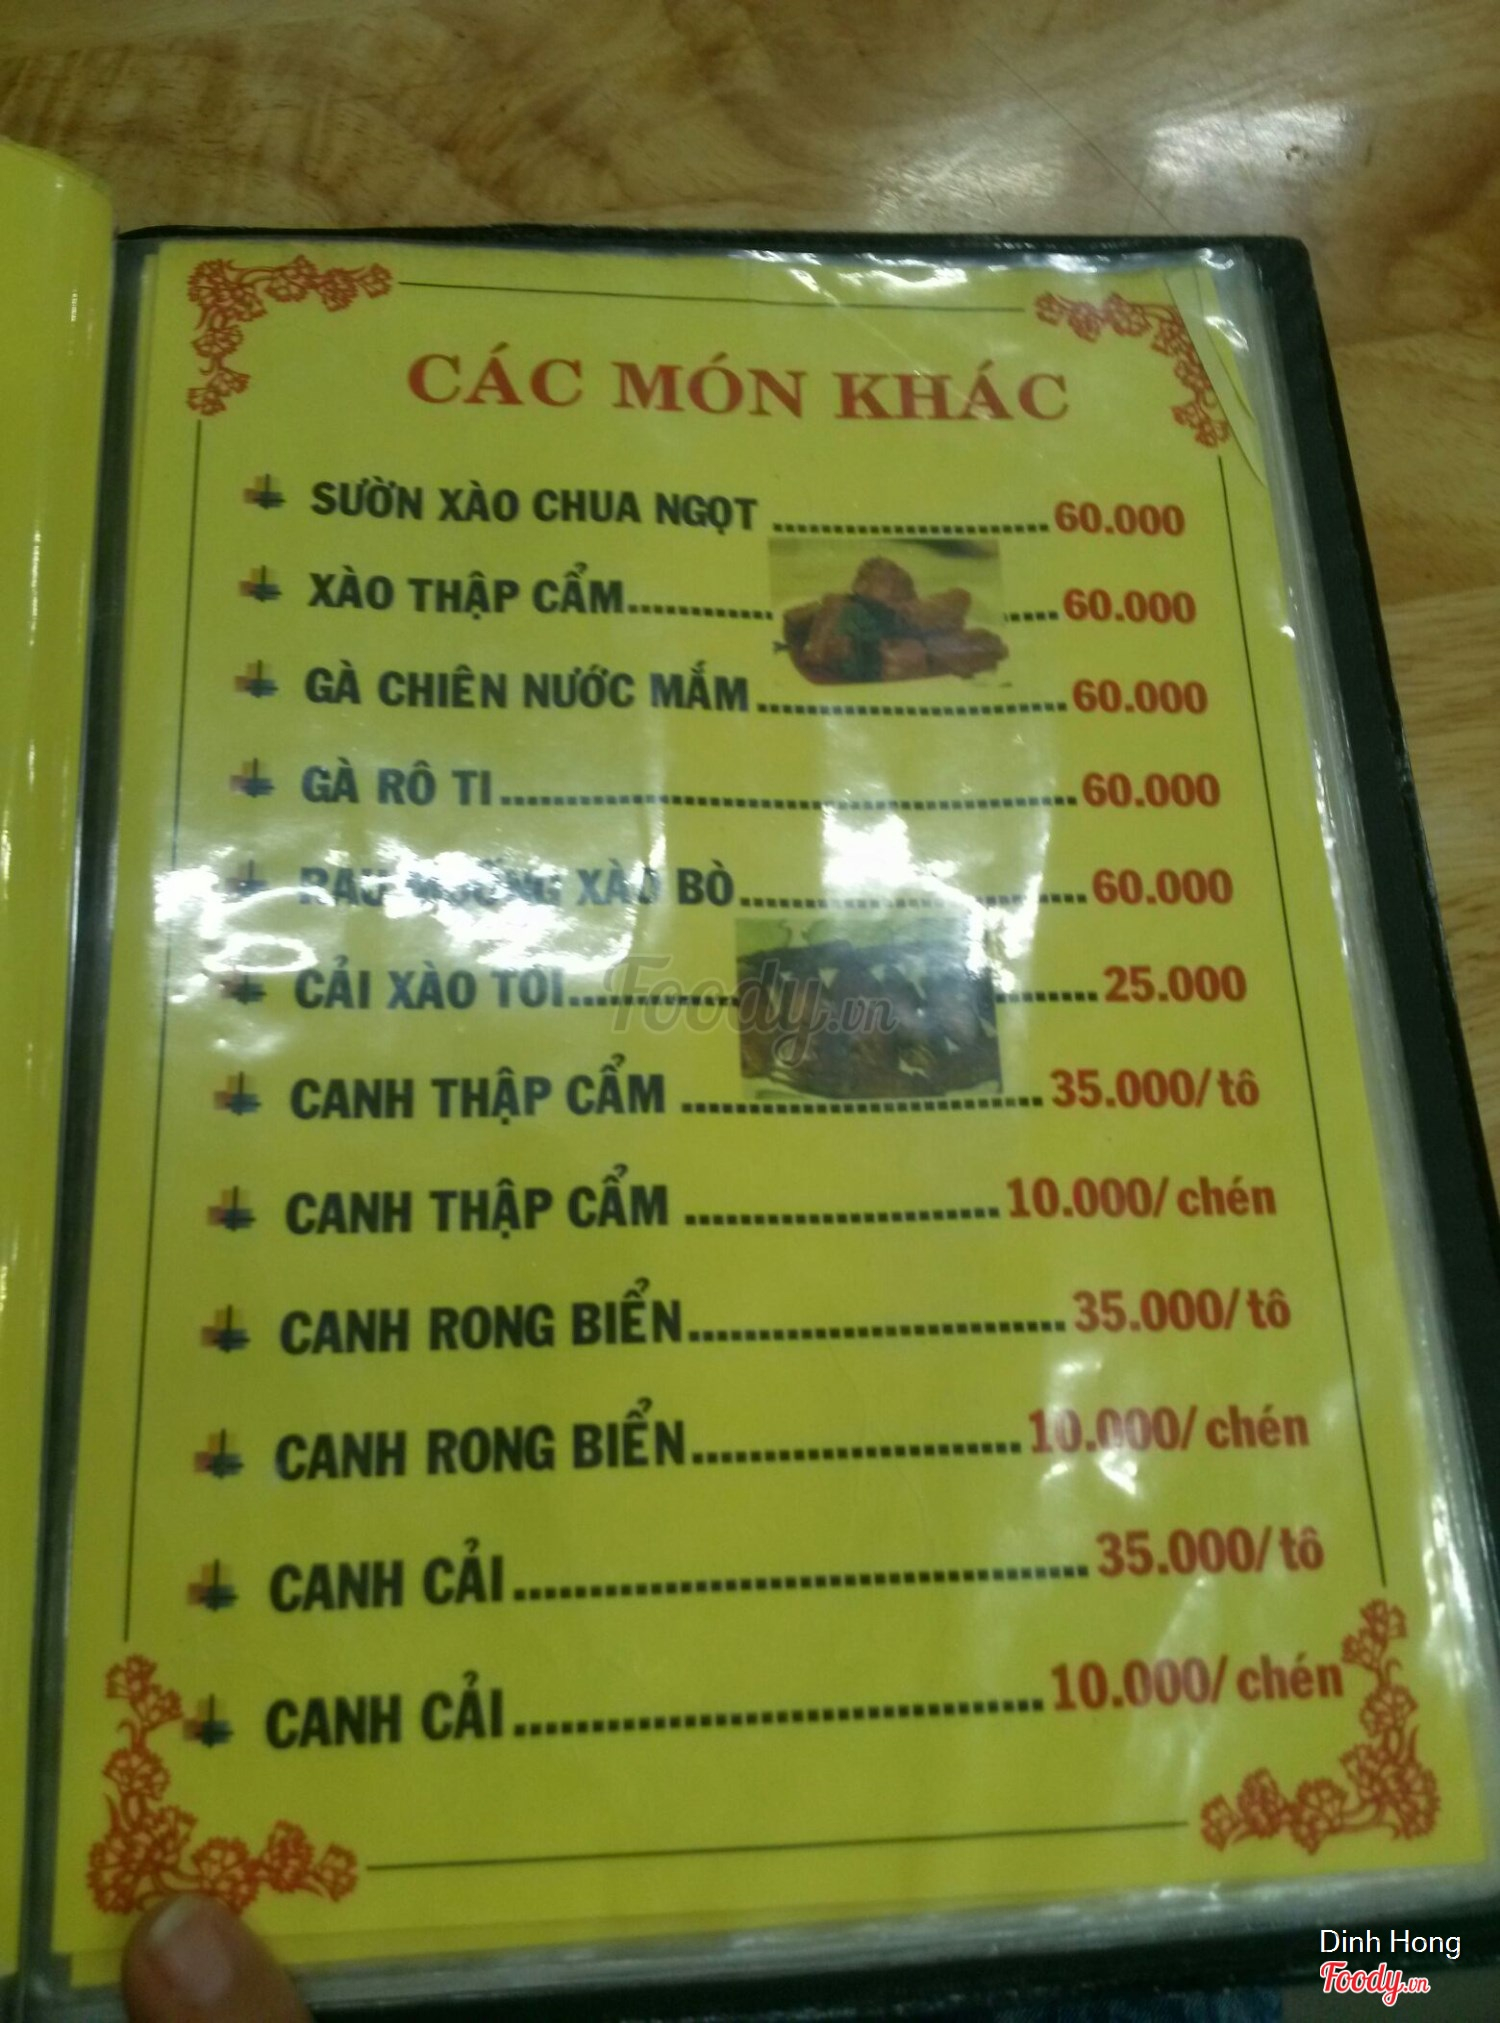 CÁC MÓN KHÁC
SƯỜN XÀO CHUA NGỌT ........................ 60.000
XÀO THẬP CẨM ........................ 60.000
GÀ CHIÊN NƯỚC MẮM ........................ 60.000
GÀ RÔ TI ........................ 60.000
RAU MUỐNG XÀO BÒ ........................ 60.000
CẢI XÀO TỎI ........................ 25.000
CANH THẬP CẨM ........................ 35.000/ tô
CANH THẬP CẨM ........................ 10.000/ chén
CANH RONG BIỂN ........................ 35.000/ tô
CANH RONG BIỂN ........................ 10.000/ chén
CANH CẢI ........................ 35.000/ tô
CANH CẢI ........................ 10.000/ chén
Foody.vn
Dinh Hong
Foody.vn